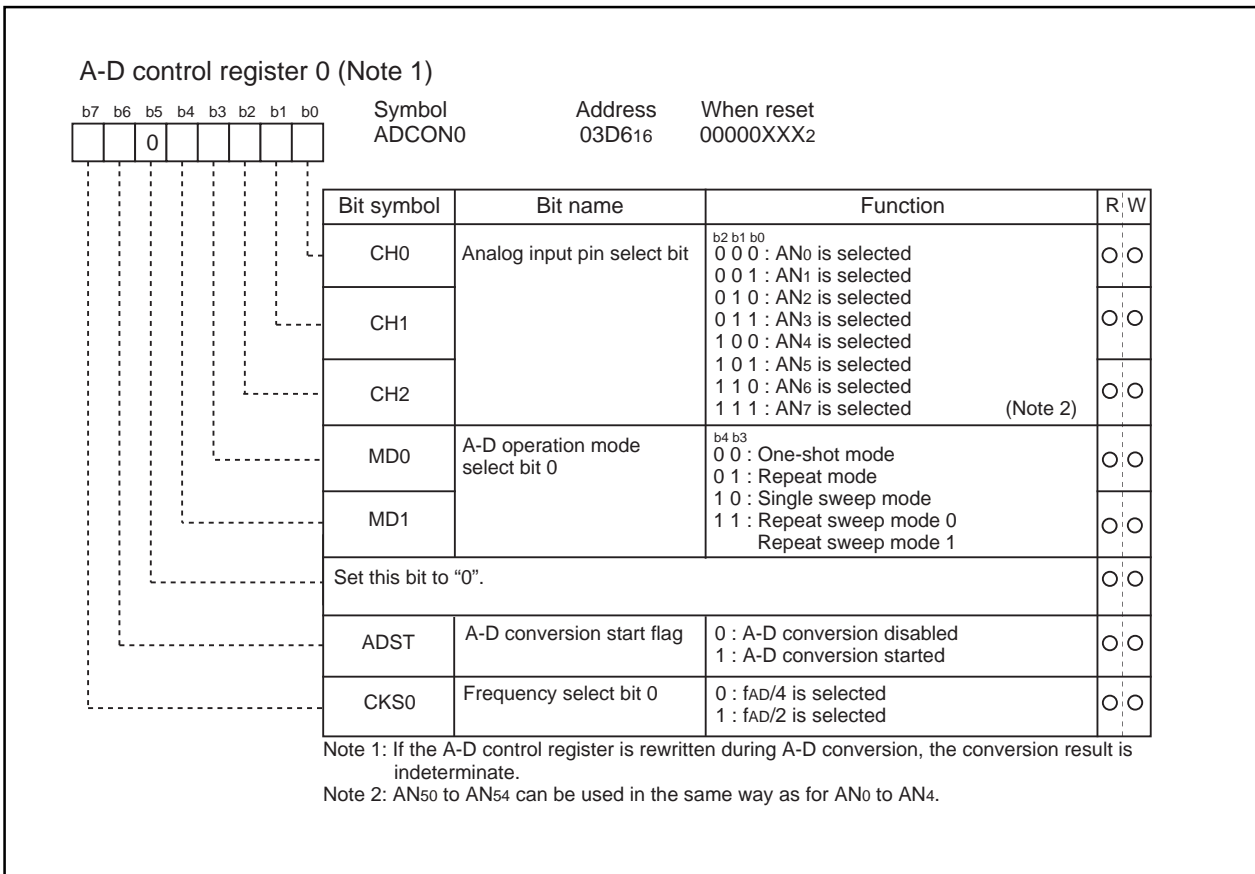 A-D control register 0 (Note 1)
b7 b6 b5 b4 b3 b2 b1 b0
0
Symbol Address When reset
ADCON0 03D616 00000XXX2
Bit symbol Bit name Function R W
CH0 Analog input pin select bit
b2 b1 b0
0 0 0 : AN0 is selected
0 0 1 : AN1 is selected
0 1 0 : AN2 is selected
0 1 1 : AN3 is selected
1 0 0 : AN4 is selected
1 0 1 : AN5 is selected
1 1 0 : AN6 is selected
1 1 1 : AN7 is selected (Note 2)
CH1
CH2
MD0 A-D operation mode
select bit 0
b4 b3
0 0 : One-shot mode
0 1 : Repeat mode
1 0 : Single sweep mode
1 1 : Repeat sweep mode 0
Repeat sweep mode 1
MD1
Set this bit to “0”.
ADST A-D conversion start flag 0 : A-D conversion disabled
1 : A-D conversion started
CKS0 Frequency select bit 0 0 : fAD/4 is selected
1 : fAD/2 is selected
Note 1: If the A-D control register is rewritten during A-D conversion, the conversion result is
indeterminate.
Note 2: AN50 to AN54 can be used in the same way as for AN0 to AN4.